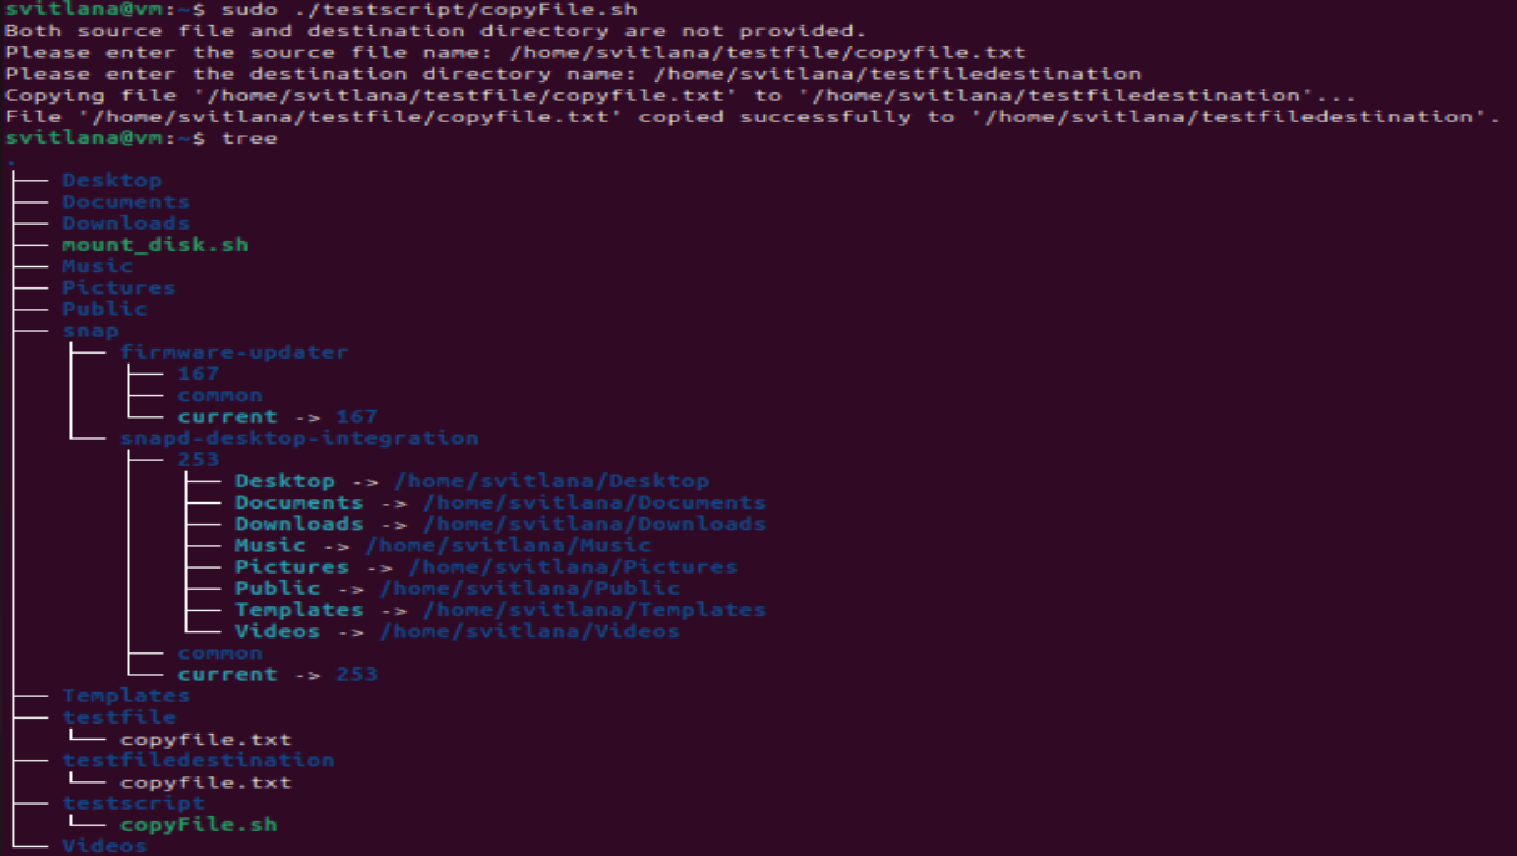 svitlana@vm:~$ sudo ./testscript/copyFile.sh
Both source file and destination directory are not provided.
Please enter the source file name: /home/svitlana/testfile/copyfile.txt
Please enter the destination directory name: /home/svitlana/testfiledestination
Copying file '/home/svitlana/testfile/copyfile.txt' to '/home/svitlana/testfiledestination'...
File '/home/svitlana/testfile/copyfile.txt' copied successfully to '/home/svitlana/testfiledestination'.
svitlana@vm:~$ tree
.
├── Desktop
├── Documents
├── Downloads
├── mount_disk.sh
├── Music
├── Pictures
├── Public
├── snap
│   ├── firmware-updater
│   │   ├── 167
│   │   ├── common
│   │   └── current -> 167
│   └── snapd-desktop-integration
│       ├── 253
│       │   ├── Desktop -> /home/svitlana/Desktop
│       │   ├── Documents -> /home/svitlana/Documents
│       │   ├── Downloads -> /home/svitlana/Downloads
│       │   ├── Music -> /home/svitlana/Music
│       │   ├── Pictures -> /home/svitlana/Pictures
│       │   ├── Public -> /home/svitlana/Public
│       │   ├── Templates -> /home/svitlana/Templates
│       │   └── Videos -> /home/svitlana/Videos
│       ├── common
│       └── current -> 253
├── Templates
├── testfile
│   └── copyfile.txt
├── testfiledestination
│   └── copyfile.txt
├── testscript
│   └── copyFile.sh
└── Videos